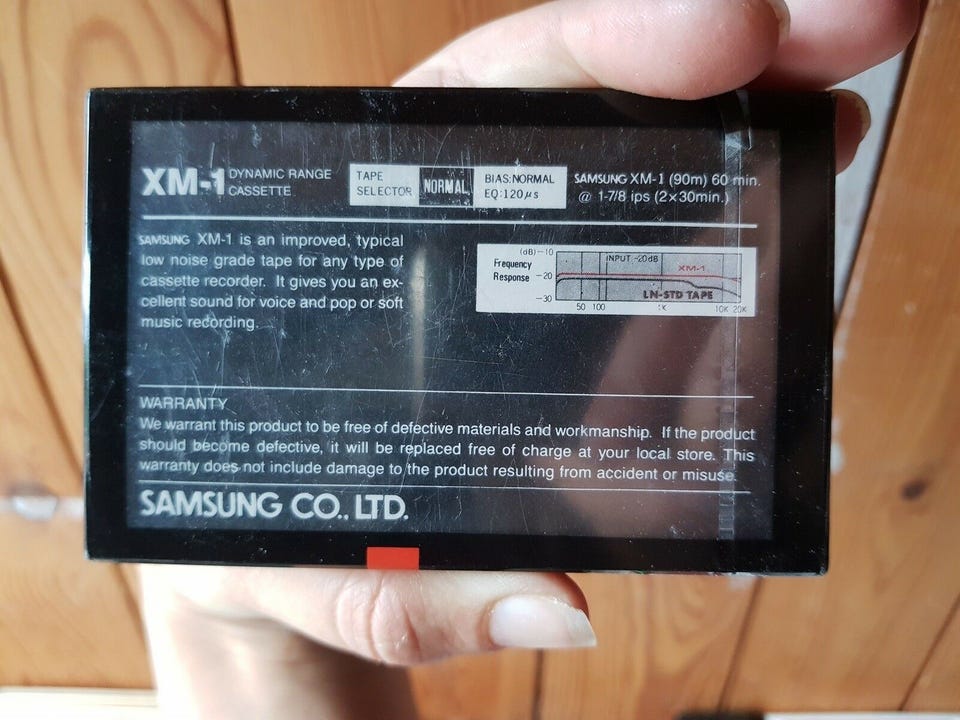 XM-1 DYNAMIC RANGE CASSETTE
TAPE SELECTOR NORMAL BIAS:NORMAL EQ:120μs
SAMSUNG XM-1 (90m) 60 min.
@ 1-7/8 ips (2×30min.)
SAMSUNG XM-1 is an improved, typical
low noise grade tape for any type of
cassette recorder. It gives you an ex-
cellent sound for voice and pop or soft
music recording.
Frequency
Response
(dB) -10
-20
-30
INPUT -20dB
XM-1
LN-STD TAPE
50 100 1K 10K 20K
WARRANTY
We warrant this product to be free of defective materials and workmanship. If the product
should become defective, it will be replaced free of charge at your local store. This
warranty does not include damage to the product resulting from accident or misuse.
SAMSUNG CO., LTD.